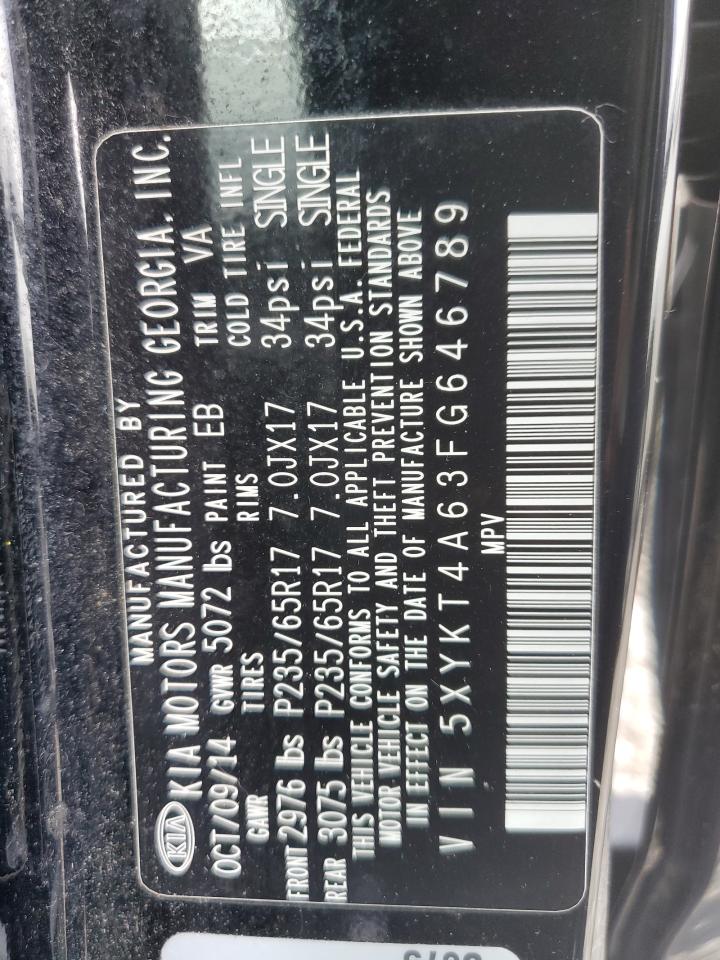 MANUFACTURED BY
KIA KIA MOTORS MANUFACTURING GEORGIA, INC.
OCT/09/14 GVWR 5072 lbs PAINT EB TRIM VA
GAWR TIRES RIMS COLD TIRE INFL
FRONT 2976 lbs P235/65R17 7.0JX17 34psi SINGLE
REAR 3075 lbs P235/65R17 7.0JX17 34psi SINGLE
THIS VEHICLE CONFORMS TO ALL APPLICABLE U.S.A. FEDERAL
MOTOR VEHICLE SAFETY AND THEFT PREVENTION STANDARDS
IN EFFECT ON THE DATE OF MANUFACTURE SHOWN ABOVE
VIN 5XYKT4A63FG646789
MPV